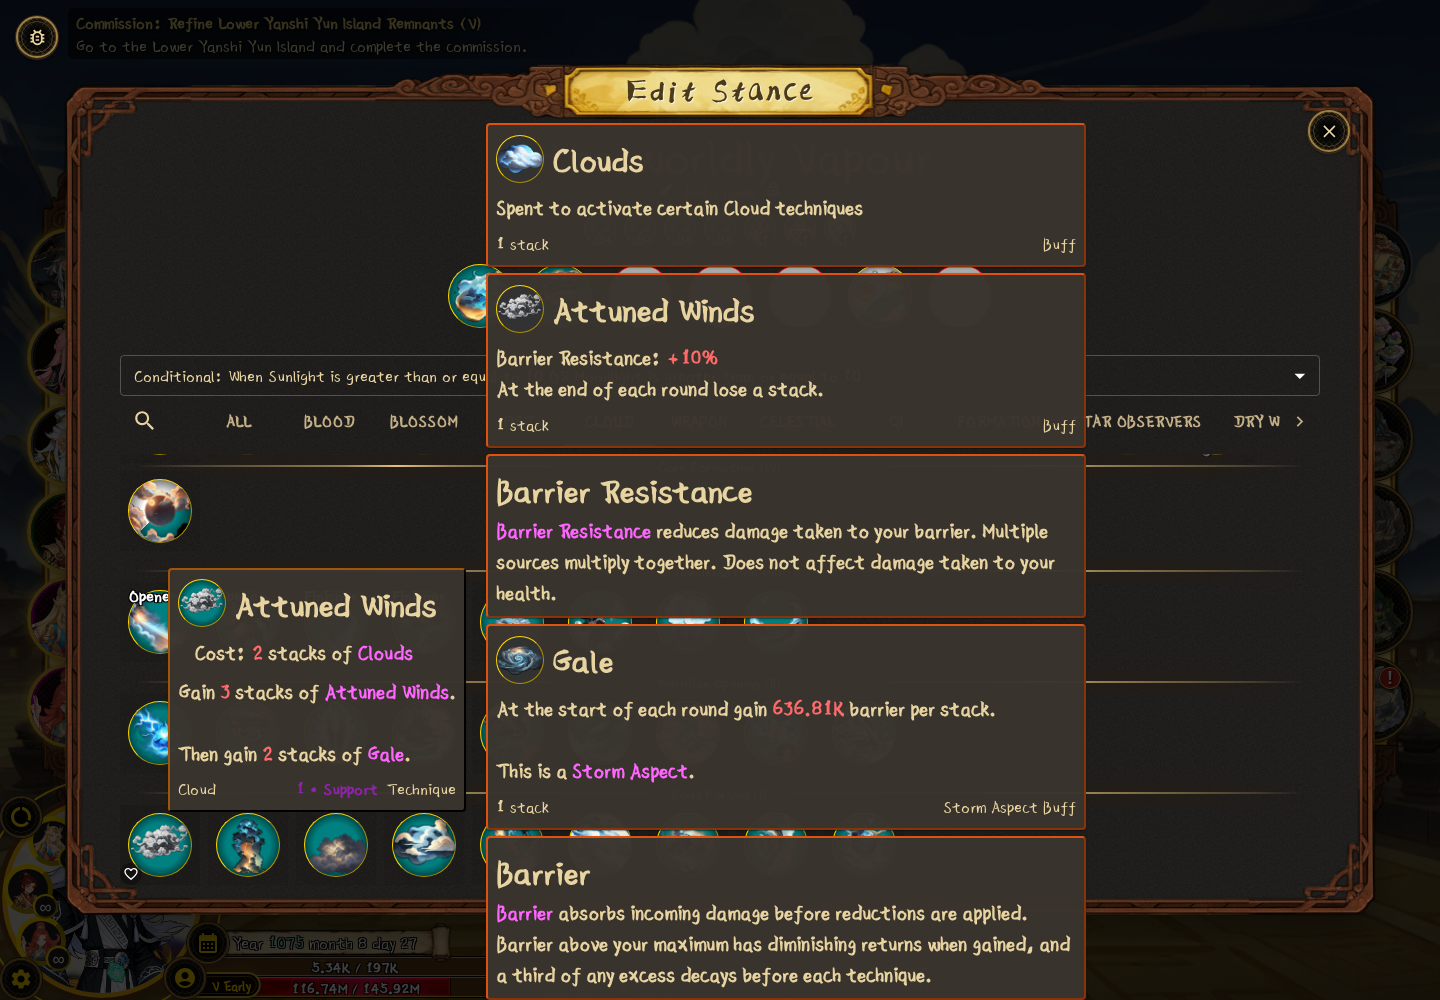 Commission: Refine Lower Yanshi Yun Island Remnants (V)
Go to the Lower Yanshi Yun Island and complete the commission.
Edit Stance
Clouds
Spent to activate certain Cloud techniques
1 stack
Buff
Attuned Winds
Barrier Resistance: +10%
At the end of each round lose a stack.
1 stack
Buff
Conditional: When Sunlight is greater than or equ
ALL
BLOOD
BLOSSOM
TAR OBSERVERS
DRY W
Barrier Resistance
Barrier Resistance reduces damage taken to your barrier. Multiple
sources multiply together. Does not affect damage taken to your
health.
Opene
Attuned Winds
Cost: 2 stacks of Clouds
Gain 3 stacks of Attuned Winds.
Then gain 2 stacks of Gale.
Cloud
1 • Support
Technique
Gale
At the start of each round gain 636.81K barrier per stack.
This is a Storm Aspect.
1 stack
Storm Aspect Buff
Barrier
Barrier absorbs incoming damage before reductions are applied.
Barrier above your maximum has diminishing returns when gained, and
a third of any excess decays before each technique.
Year 1075 month 8 day 27
5.34K / 197K
V Early
116.74M / 145.92M